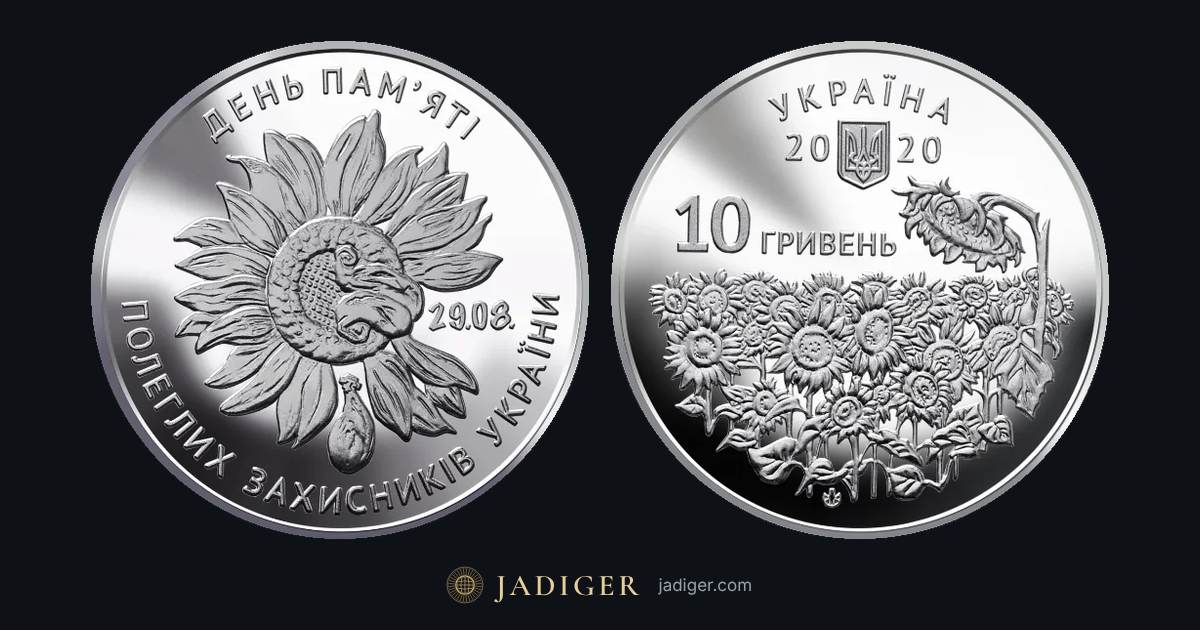 ДЕНЬ ПАМ'ЯТІ
29.08.
ПОЛЕГЛИХ ЗАХИСНИКІВ УКРАЇНИ
УКРАЇНА
20 20
10 ГРИВЕНЬ
JADIGER jadiger.com